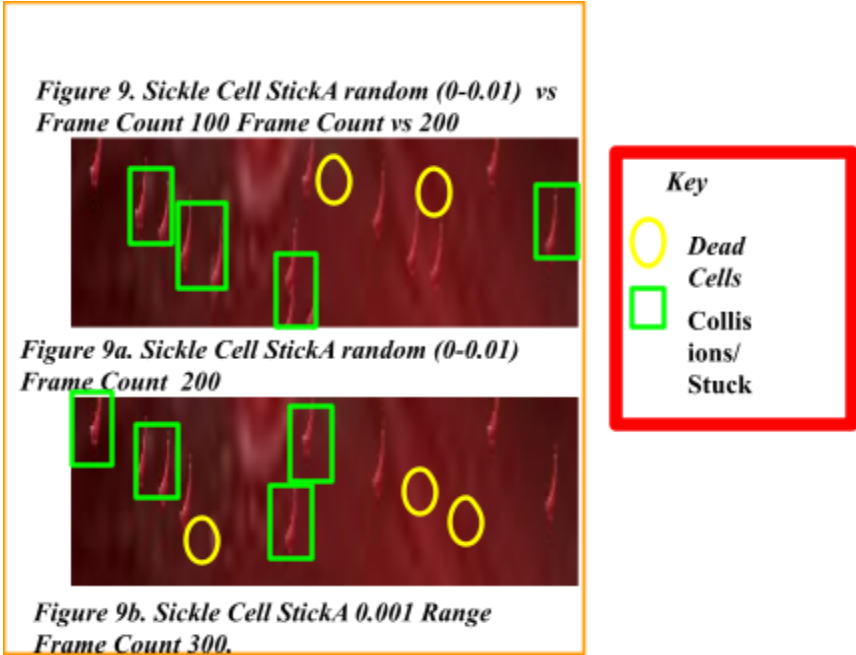 Figure 9. Sickle Cell StickA random (0-0.01)  vs
Frame Count 100 Frame Count vs 200
Figure 9a. Sickle Cell StickA random (0-0.01)
Frame Count  200
Figure 9b. Sickle Cell StickA 0.001 Range
Frame Count 300.
Key
Dead
Cells
Collis
ions/
Stuck